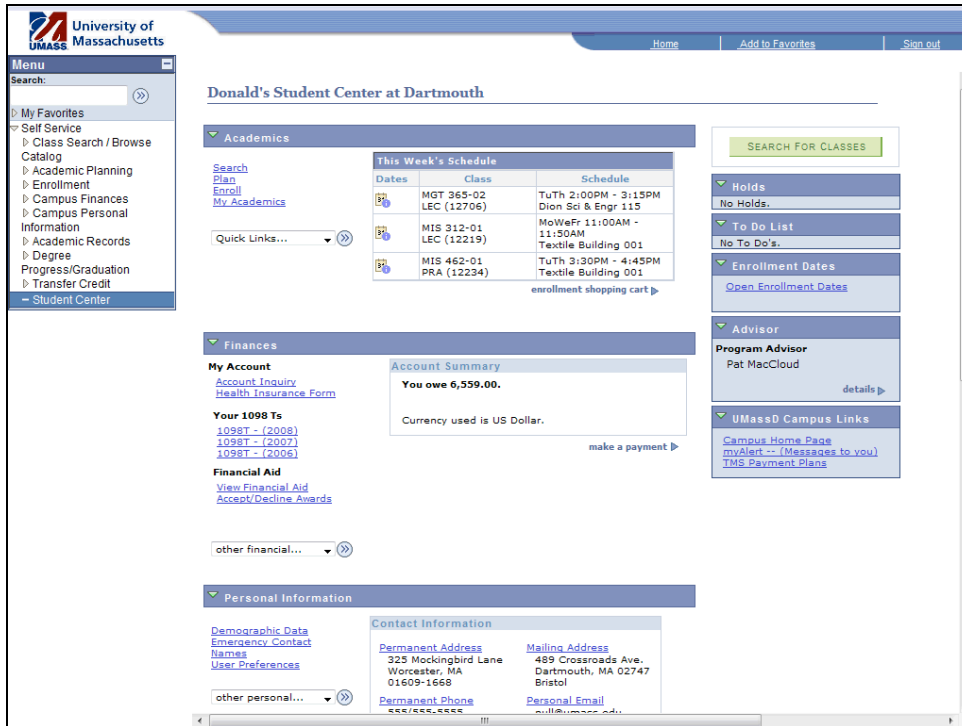 University of
Massachusetts
UMASS
Home
Add to Favorites
Sign out
Menu
Search:
My Favorites
Self Service
Class Search / Browse
Catalog
Academic Planning
Enrollment
Campus Finances
Campus Personal
Information
Academic Records
Degree
Progress/Graduation
Transfer Credit
Student Center
Donald's Student Center at Dartmouth
Academics
Search
Plan
Enroll
My Academics
Quick Links...
This Week's Schedule
Dates Class Schedule
MGT 365-02 TuTh 2:00PM - 3:15PM
LEC (12706) Dion Sci & Engr 115
MIS 312-01 MoWeFr 11:00AM -
LEC (12219) 11:50AM
Textile Building 001
MIS 462-01 TuTh 3:30PM - 4:45PM
PRA (12234) Textile Building 001
enrollment shopping cart
Finances
My Account
Account Inquiry
Health Insurance Form
Your 1098 Ts
1098T - (2008)
1098T - (2007)
1098T - (2006)
Financial Aid
View Financial Aid
Accept/Decline Awards
other financial...
Account Summary
You owe 6,559.00.
Currency used is US Dollar.
make a payment
Personal Information
Demographic Data
Emergency Contact
Names
User Preferences
other personal...
Contact Information
Permanent Address
325 Mockingbird Lane
Worcester, MA
01609-1668
Mailing Address
489 Crossroads Ave.
Dartmouth, MA 02747
Bristol
Permanent Phone
555/555-5555
Personal Email
null@umass.edu
SEARCH FOR CLASSES
Holds
No Holds.
To Do List
No To Do's.
Enrollment Dates
Open Enrollment Dates
Advisor
Program Advisor
Pat MacCloud
details
UMassD Campus Links
Campus Home Page
myAlert -- (Messages to you)
TMS Payment Plans